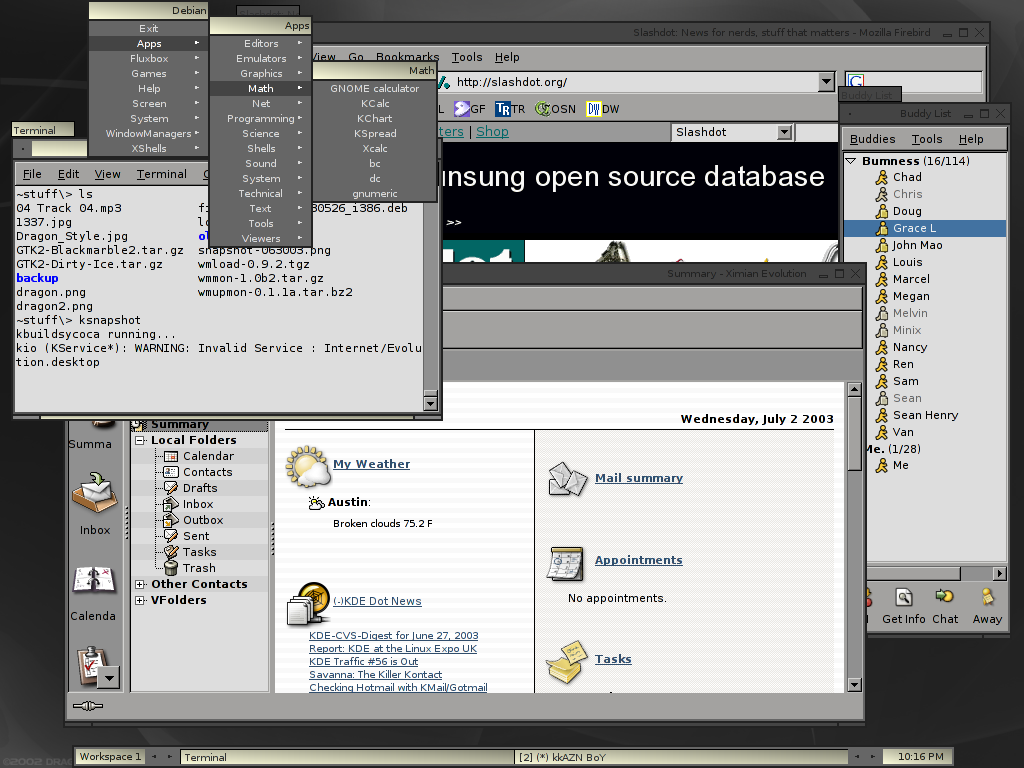 Debian
Exit
Apps
Fluxbox
Games
Help
Screen
System
WindowManagers
XShells
Apps
Editors
Emulators
Graphics
Math
Net
Programming
Science
Shells
Sound
System
Technical
Text
Tools
Viewers
Math
GNOME calculator
KCalc
KChart
KSpread
Xcalc
bc
dc
gnumeric
Slashdot: News for nerds, stuff that matters - Mozilla Firebird
View Go Bookmarks Tools Help
http://slashdot.org/
GF TR OSN DW
Shop
Slashdot
open source database
>>
Terminal
File Edit View Terminal
~stuff\> ls
04 Track 04.mp3
30526_i386.deb
1337.jpg
Dragon_Style.jpg
GTK2-Blackmarble2.tar.gz snapshot-063003.png
GTK2-Dirty-Ice.tar.gz wmload-0.9.2.tgz
backup wmmon-1.0b2.tar.gz
dragon.png wmupmon-0.1.1a.tar.bz2
dragon2.png
~stuff\> ksnapshot
kbuildsycoca running...
kio (KService*): WARNING: Invalid Service : Internet/Evolu
tion.desktop
Buddy List
Buddy List
Buddies Tools Help
Bumness (16/114)
Chad
Chris
Doug
Grace L
John Mao
Louis
Marcel
Megan
Melvin
Minix
Nancy
Ren
Sam
Sean
Sean Henry
Van
Me. (1/28)
Me
Get Info Chat Away
Summary - Ximian Evolution
Summa
Inbox
Calenda
Summary
Local Folders
Calendar
Contacts
Drafts
Inbox
Outbox
Sent
Tasks
Trash
Other Contacts
VFolders
Wednesday, July 2 2003
My Weather
Austin:
Broken clouds 75.2 F
(-)KDE Dot News
KDE-CVS-Digest for June 27, 2003
Report: KDE at the Linux Expo UK
KDE Traffic #56 is Out
Savanna: The Killer Kontact
Checking Hotmail with KMail/Gotmail
Mail summary
Appointments
No appointments.
Tasks
Workspace 1
Terminal
[2] (*) kkAZN BoY
10:16 PM
©2002 DRAG